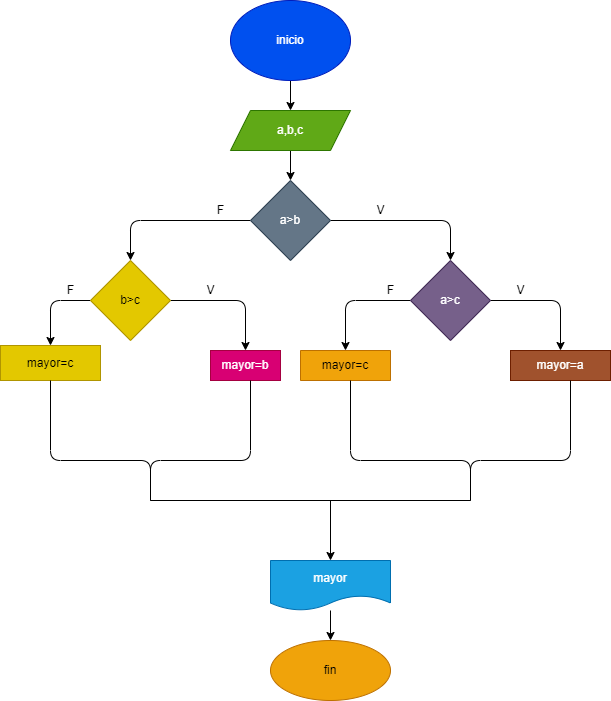 inicio
a,b,c
a>b
F
V
b>c
a>c
F
V
F
V
mayor=c
mayor=b
mayor=c
mayor=a
mayor
fin